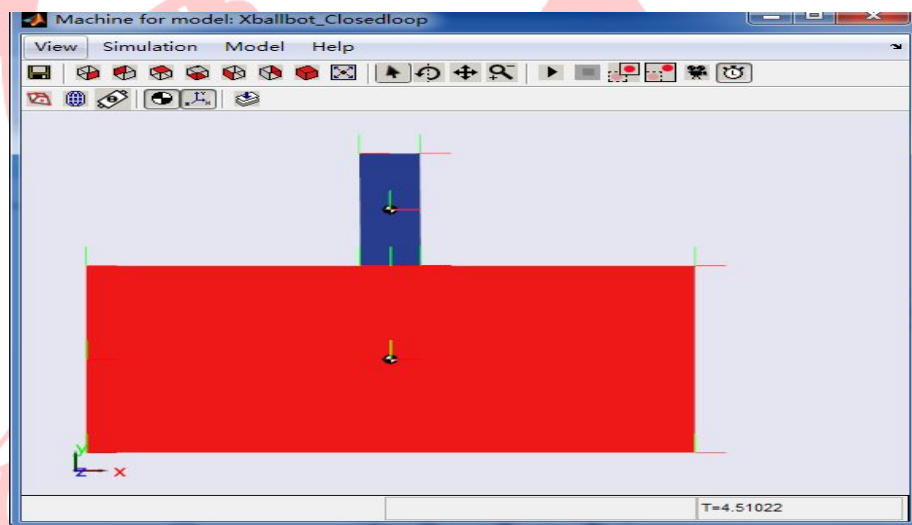 Machine for model: Xballbot_Closedloop
View Simulation Model Help
y
z x
T=4.51022